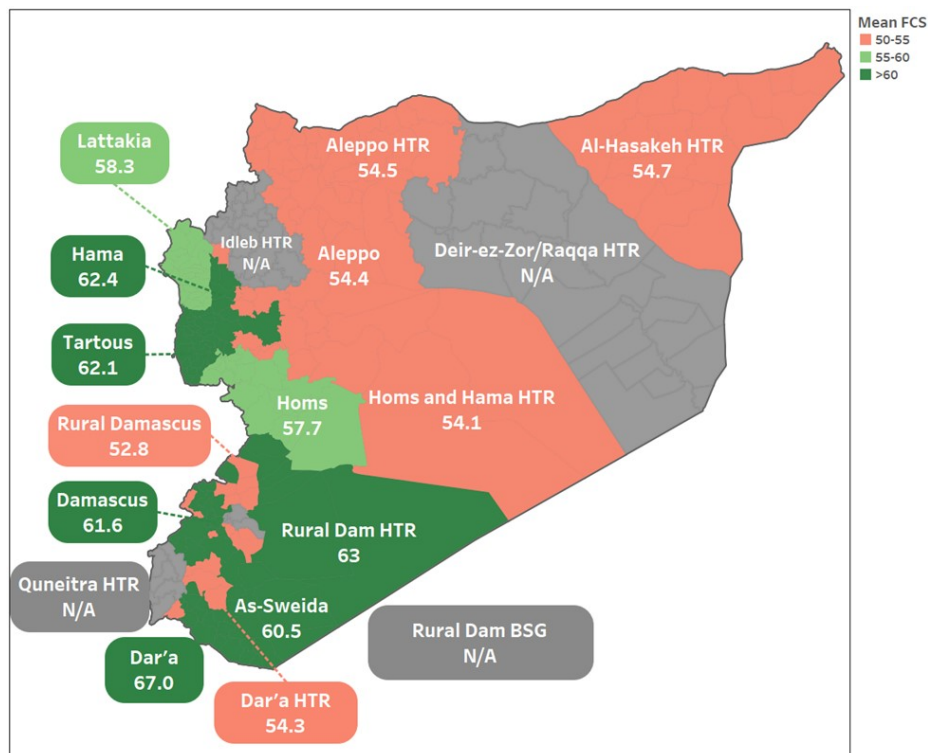 Mean FCS
50-55
55-60
>60
Lattakia
58.3
Aleppo HTR
54.5
Al-Hasakeh HTR
54.7
Idleb HTR
N/A
Hama
62.4
Aleppo
54.4
Deir-ez-Zor/Raqqa HTR
N/A
Tartous
62.1
Homs
57.7
Homs and Hama HTR
54.1
Rural Damascus
52.8
Damascus
61.6
Rural Dam HTR
63
Quneitra HTR
N/A
As-Sweida
60.5
Rural Dam BSG
N/A
Dar'a
67.0
Dar'a HTR
54.3